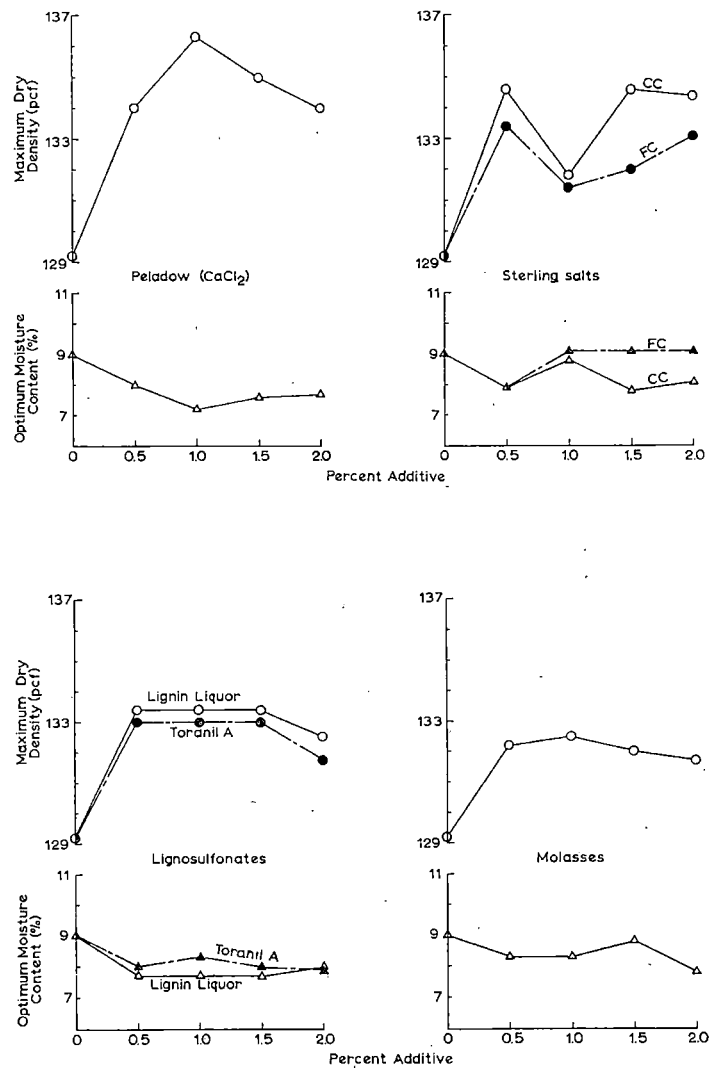 137
133
129
Maximum Dry
Density (pcf)
Peladow (CaCl2)
11
9
7
Optimum Moisture
Content (%)
0 0.5 1.0 1.5 2.0
137
133
129
CC
FC
Sterling salts
11
9
7
FC
CC
0 0.5 1.0 1.5 2.0
Percent Additive
137
133
129
Maximum Dry
Density (pcf)
Lignin Liquor
Toranil A
Lignosulfonates
11
9
7
Optimum Moisture
Content (%)
Toranil A
Lignin Liquor
0 0.5 1.0 1.5 2.0
137
133
129
Molasses
11
9
7
0 0.5 1.0 1.5 2.0
Percent Additive